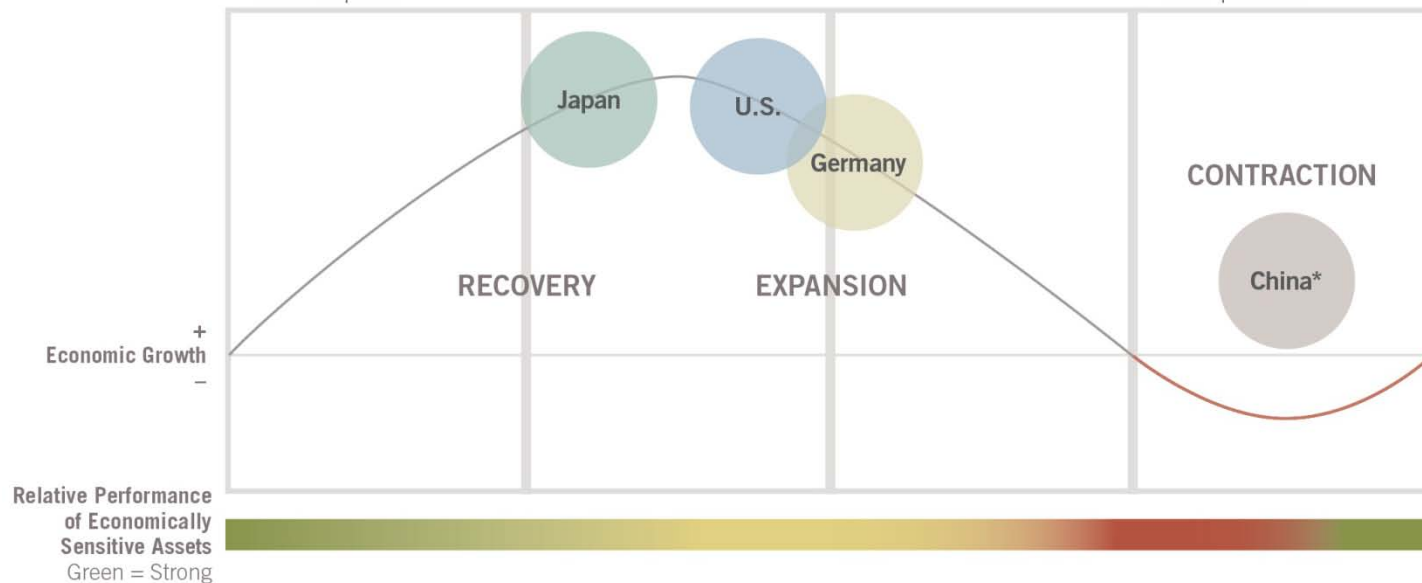 Japan
U.S.
Germany
CONTRACTION
China*
RECOVERY
EXPANSION
+
Economic Growth
–
Relative Performance
of Economically
Sensitive Assets
Green = Strong